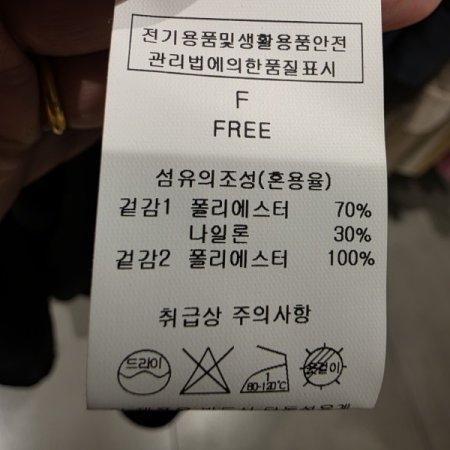 전기용품및생활용품안전
관리법에의한품질표시
F
FREE
섬유의조성(혼용율)
겉감1 폴리에스터 70%
나일론 30%
겉감2 폴리에스터 100%
취급상 주의사항
드라이
1
80-120℃
옷걸이